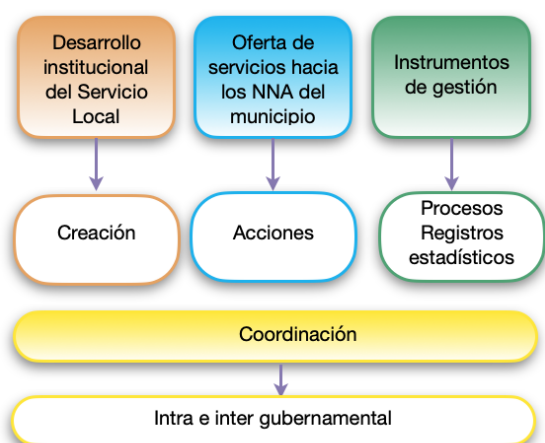 Desarrollo
institucional
del Servicio
Local
Oferta de
servicios hacia
los NNA del
municipio
Instrumentos
de gestión
Creación
Acciones
Procesos
Registros
estadísticos
Coordinación
Intra e inter gubernamental